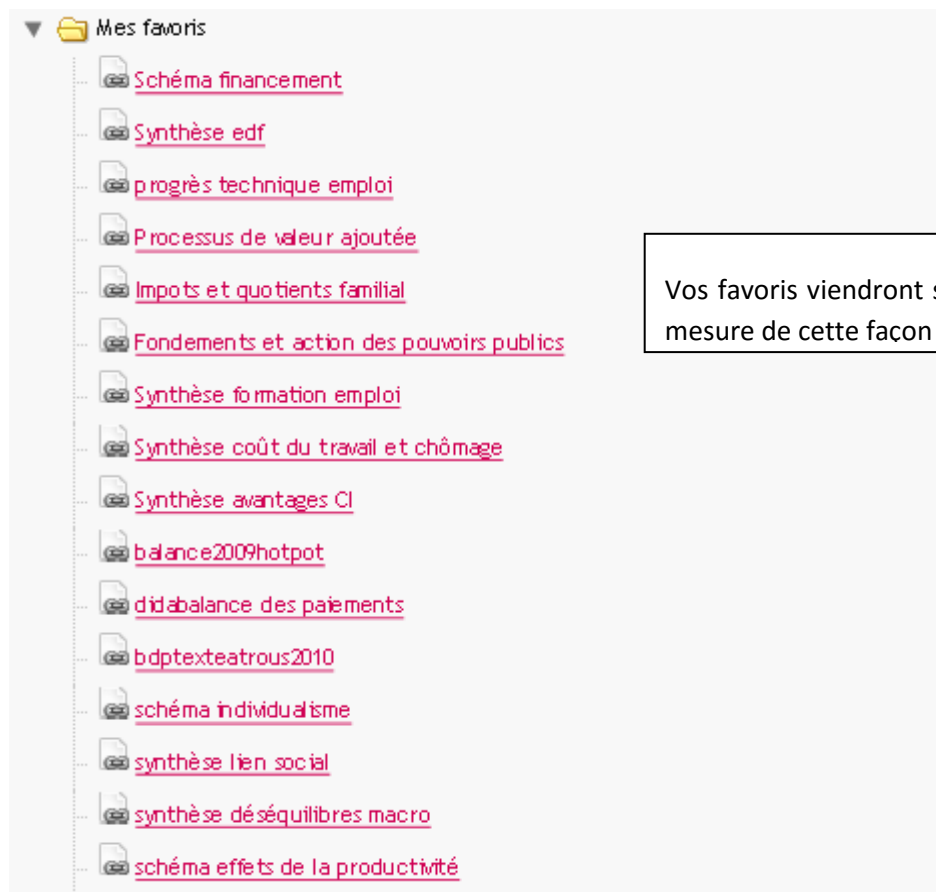 Mes favoris
Schéma financement
Synthèse edf
progrès technique emploi
Processus de valeur ajoutée
Impots et quotients familial
Fondements et action des pouvoirs publics
Synthèse formation emploi
Synthèse coût du travail et chômage
Synthèse avantages CI
balance2009hotpot
didabalance des paiements
bdptexteatrous2010
schéma individualisme
synthèse lien social
synthèse déséquilibres macro
schéma effets de la productivité
Vos favoris viendront
mesure de cette façon